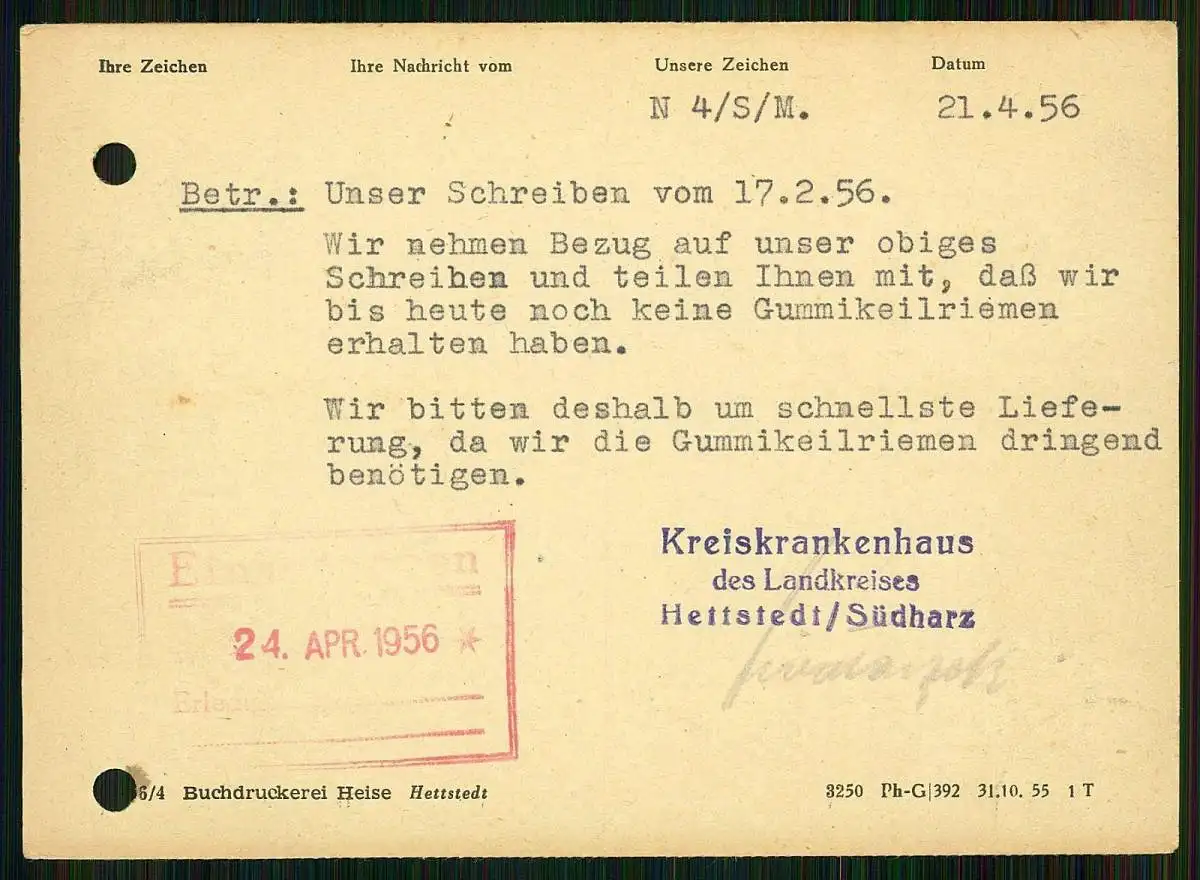 Ihre Zeichen Ihre Nachricht vom Unsere Zeichen Datum
N 4/S/M. 21.4.56
Betr.: Unser Schreiben vom 17.2.56.
Wir nehmen Bezug auf unser obiges
Schreiben und teilen Ihnen mit, daß wir
bis heute noch keine Gummikeilriemen
erhalten haben.
Wir bitten deshalb um schnellste Liefe-
rung, da wir die Gummikeilriemen dringend
benötigen.
Kreiskrankenhaus
des Landkreises
Hettstedt/Südharz
24. APR. 1956 *
6/4 Buchdruckerei Heise Hettstedt
3250 Ph-G|392 31.10. 55 1 T